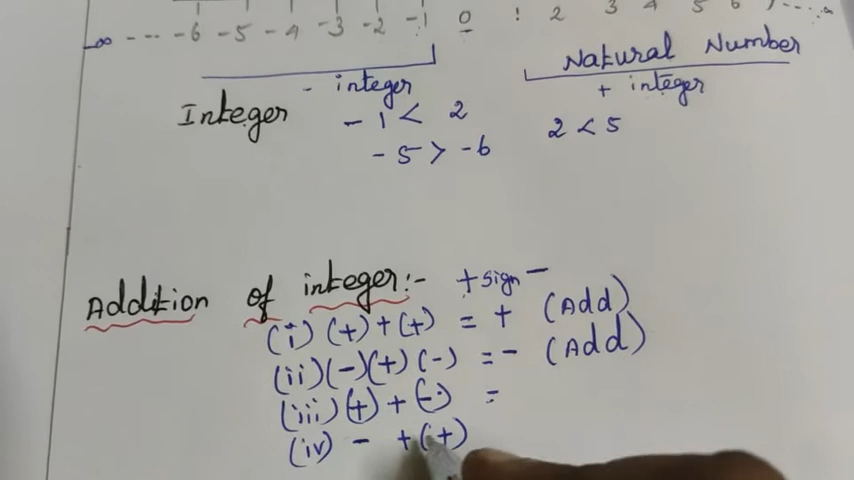 -∞ --- -6 -5 -4 -3 -2 -1 0 1 2 3 4 5 6
Natural Number
- integer + integer
Integer -1 < 2 2 < 5
-5 > -6
Addition of integer:- + sign -
(i) (+) + (+) = + (Add)
(ii) (-) (+) (-) = - (Add)
(iii) (+) + (-) =
(iv) - + (+)